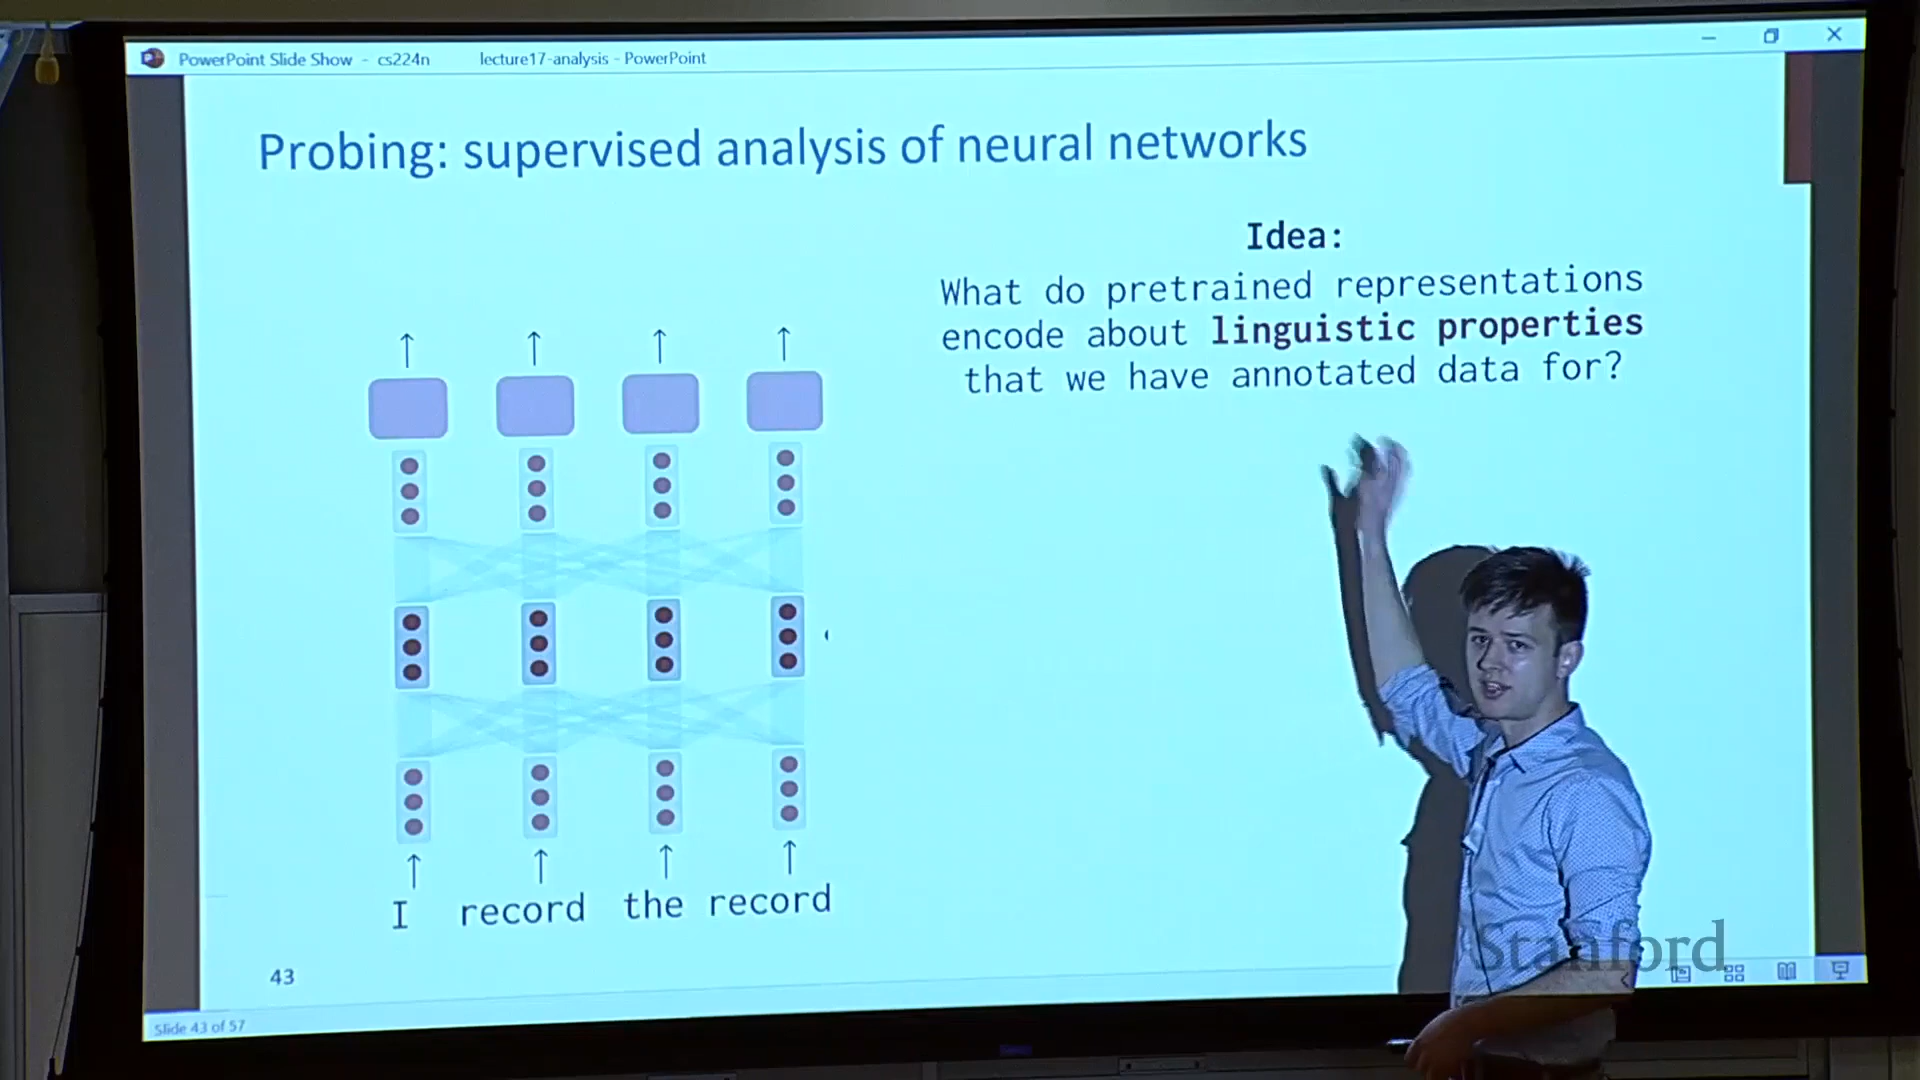 PowerPoint Slide Show - cs224n lecture17-analysis - PowerPoint
Probing: supervised analysis of neural networks
Idea:
What do pretrained representations
encode about linguistic properties
that we have annotated data for?
I record the record
43
Stanford
Slide 43 of 57